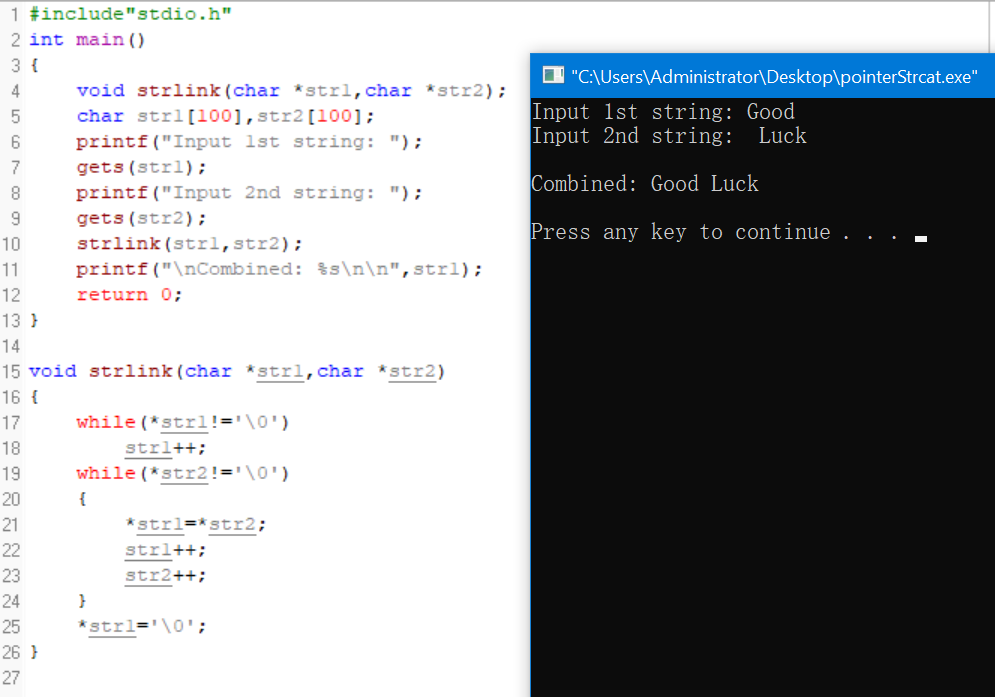 1 #include"stdio.h"
2 int main()
3 {
4     void strlink(char *str1,char *str2);
5     char str1[100],str2[100];
6     printf("Input 1st string: ");
7     gets(str1);
8     printf("Input 2nd string: ");
9     gets(str2);
10     strlink(str1,str2);
11     printf("\nCombined: %s\n\n",str1);
12     return 0;
13 }
14
15 void strlink(char *str1,char *str2)
16 {
17     while(*str1!='\0')
18         str1++;
19     while(*str2!='\0')
20     {
21         *str1=*str2;
22         str1++;
23         str2++;
24     }
25     *str1='\0';
26 }
27
"C:\Users\Administrator\Desktop\pointerStrcat.exe"
Input 1st string: Good
Input 2nd string:  Luck
Combined: Good Luck
Press any key to continue . . .